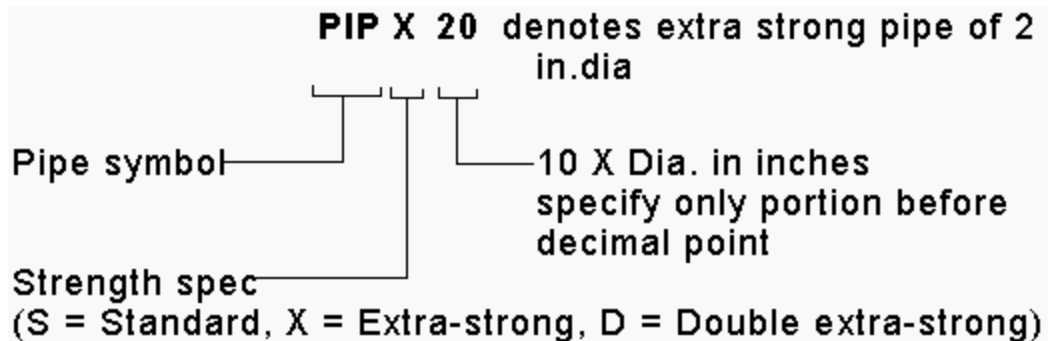 PIP X 20 denotes extra strong pipe of 2
in.dia
Pipe symbol
10 X Dia. in inches
specify only portion before
decimal point
Strength spec
(S = Standard, X = Extra-strong, D = Double extra-strong)